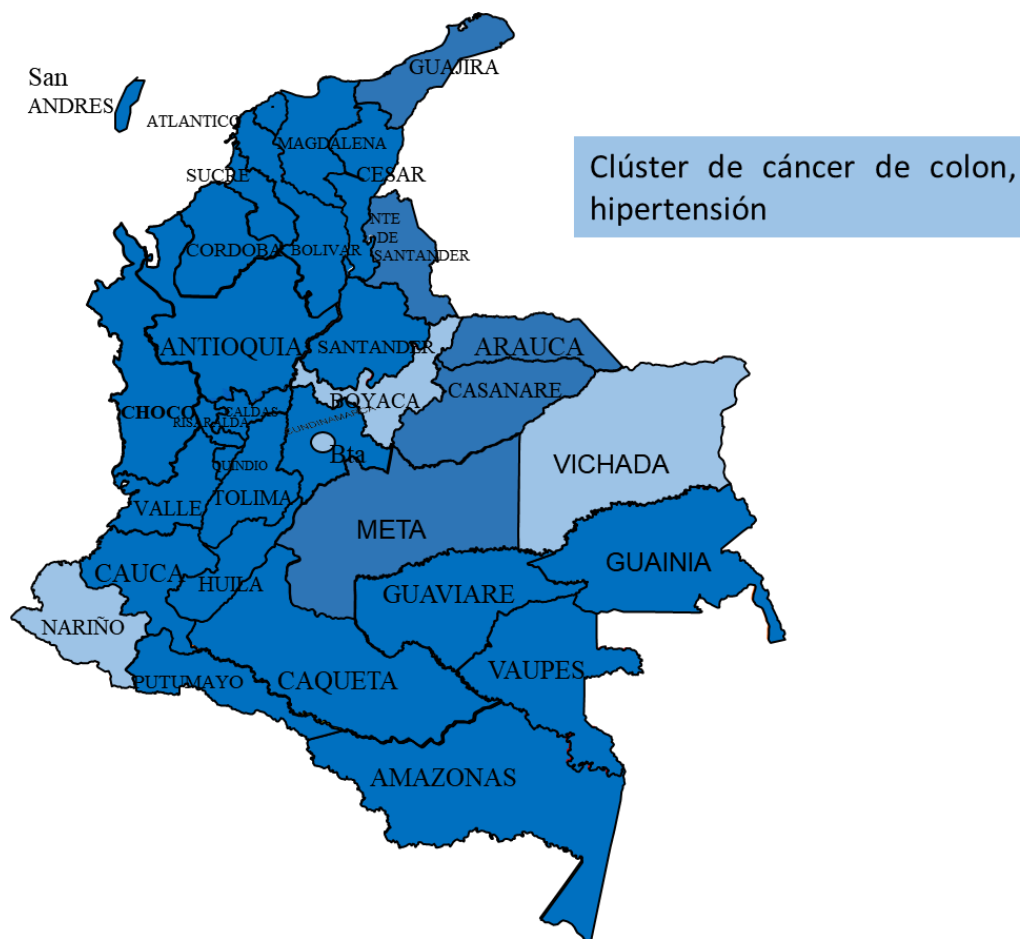 GUAJIRA
San
ANDRES
ATLANTICO
MAGDALENA
Clúster de cáncer de colon,
hipertensión
SUCRE
CESAR
NTE
DE
SANTANDER
CORDOBA
BOLIVAR
ANTIOQUIA
SANTANDER
ARAUCA
CASANARE
BOYACA
CHOCO
CALDAS
RISARALDA
UNDINAMARCA
Bta
VICHADA
QUINDIO
TOLIMA
VALLE
META
GUAINIA
CAUCA
HUILA
GUAVIARE
NARIÑO
VAUPES
PUTUMAYO
CAQUETA
AMAZONAS